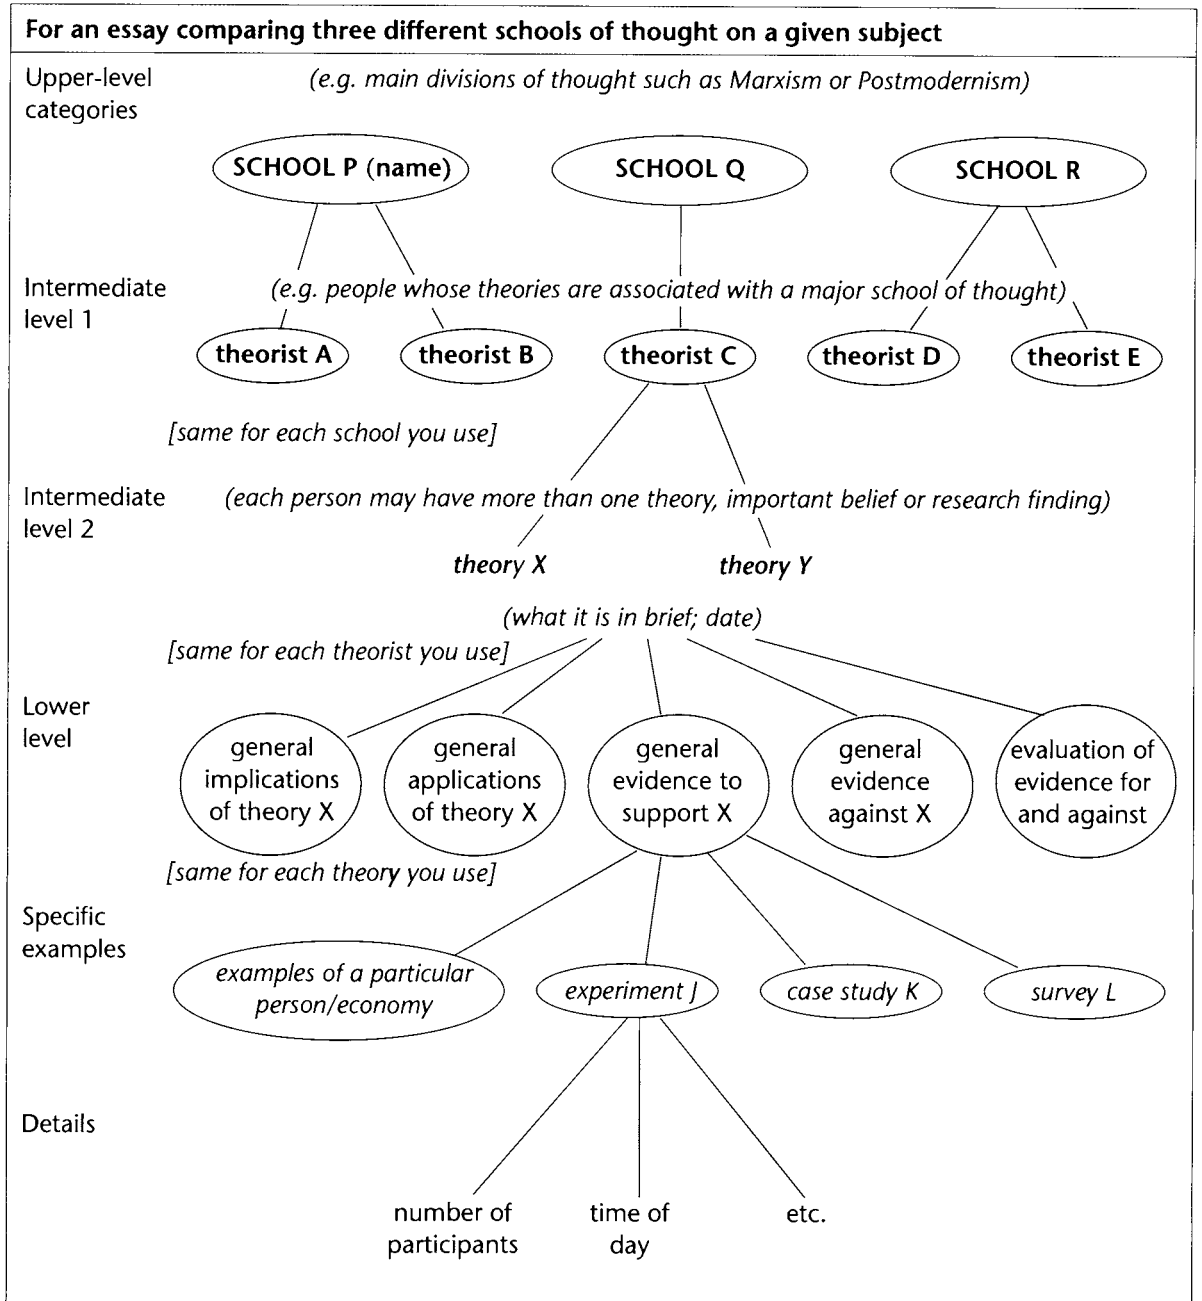 For an essay comparing three different schools of thought on a given subject
Upper-level
categories
(e.g. main divisions of thought such as Marxism or Postmodernism)
SCHOOL P (name)
SCHOOL Q
SCHOOL R
Intermediate
level 1
(e.g. people whose theories are associated with a major school of thought)
theorist A
theorist B
theorist C
theorist D
theorist E
[same for each school you use]
Intermediate
level 2
(each person may have more than one theory, important belief or research finding)
theory X
theory Y
(what it is in brief; date)
[same for each theorist you use]
Lower
level
general
implications
of theory X
general
applications
of theory X
general
evidence to
support X
general
evidence
against X
evaluation of
evidence for
and against
[same for each theory you use]
Specific
examples
examples of a particular
person/economy
experiment J
case study K
survey L
Details
number of
participants
time of
day
etc.